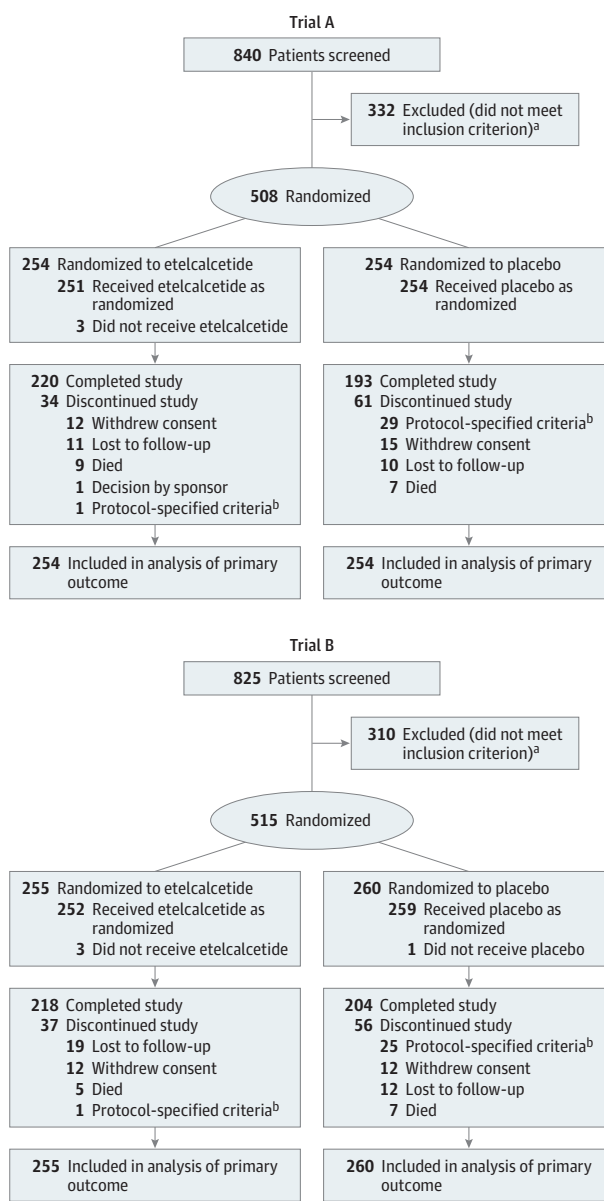 Trial A
840 Patients screened
332 Excluded (did not meet
inclusion criterion)a
508 Randomized
254 Randomized to etelcalcetide
251 Received etelcalcetide as
randomized
3 Did not receive etelcalcetide
254 Randomized to placebo
254 Received placebo as
randomized
220 Completed study
34 Discontinued study
12 Withdrew consent
11 Lost to follow-up
9 Died
1 Decision by sponsor
1 Protocol-specified criteriab
193 Completed study
61 Discontinued study
29 Protocol-specified criteriab
15 Withdrew consent
10 Lost to follow-up
7 Died
254 Included in analysis of primary
outcome
254 Included in analysis of primary
outcome
Trial B
825 Patients screened
310 Excluded (did not meet
inclusion criterion)a
515 Randomized
255 Randomized to etelcalcetide
252 Received etelcalcetide as
randomized
3 Did not receive etelcalcetide
260 Randomized to placebo
259 Received placebo as
randomized
1 Did not receive placebo
218 Completed study
37 Discontinued study
19 Lost to follow-up
12 Withdrew consent
5 Died
1 Protocol-specified criteriab
204 Completed study
56 Discontinued study
25 Protocol-specified criteriab
12 Withdrew consent
12 Lost to follow-up
7 Died
255 Included in analysis of primary
outcome
260 Included in analysis of primary
outcome